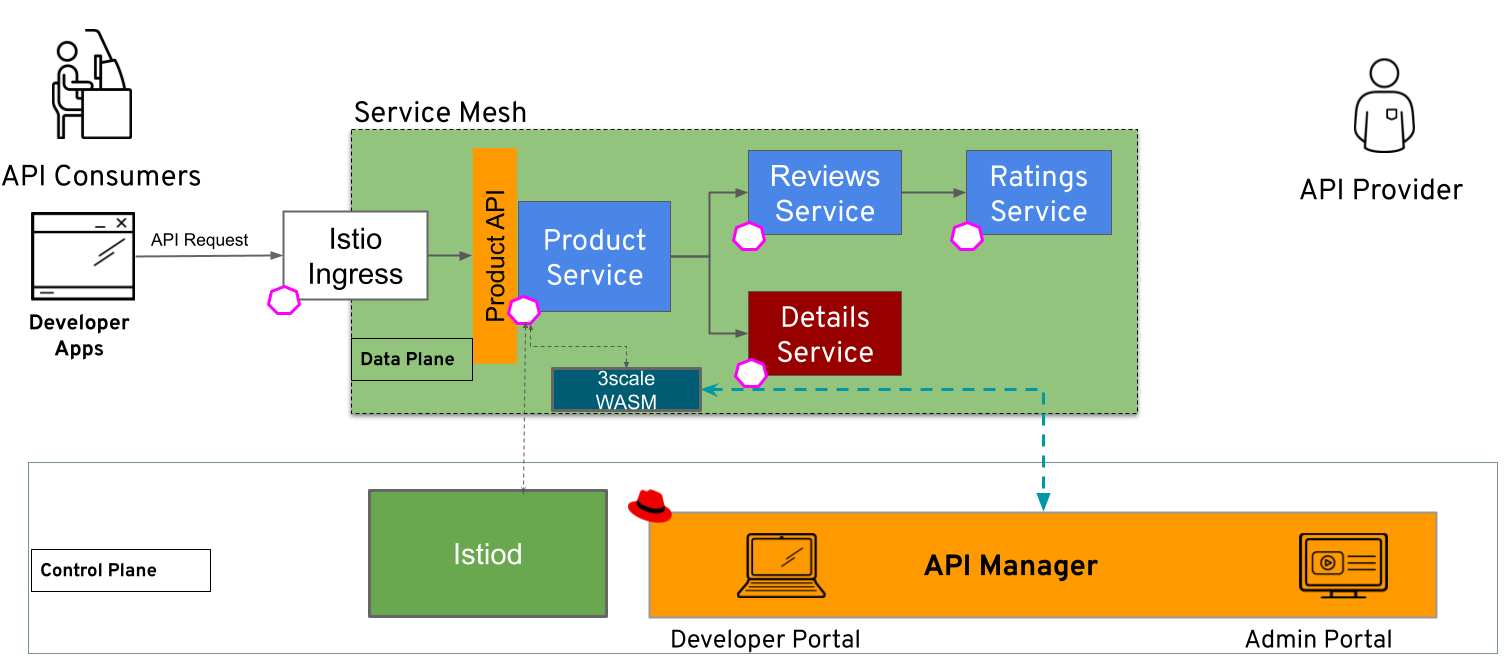 Service Mesh
API Consumers
API Provider
API Request
Istio
Ingress
Product API
Product
Service
Reviews
Service
Ratings
Service
Details
Service
Developer
Apps
Data Plane
3scale
WASM
Control Plane
Istiod
API Manager
Developer Portal
Admin Portal